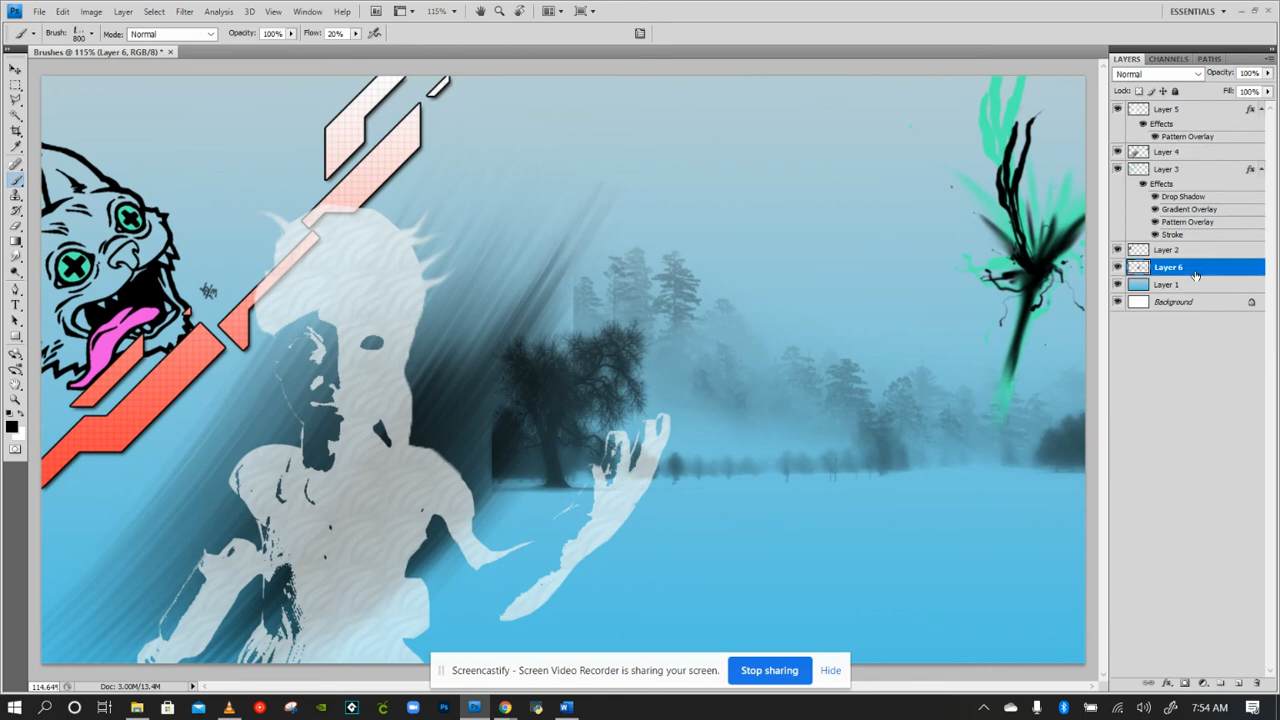 Ps File Edit Image Layer Select Filter Analysis 3D View Window Help 115% ESSENTIALS
Brush: 800 Mode: Normal Opacity: 100% Flow: 20%
Brushes @ 115% (Layer 6, RGB/8) *
LAYERS CHANNELS PATHS
Normal Opacity: 100%
Lock: Fill: 100%
Layer 5 fx
Effects
Pattern Overlay
Layer 4
Layer 3 fx
Effects
Drop Shadow
Gradient Overlay
Pattern Overlay
Stroke
Layer 2
Layer 6
Layer 1
Background
Screencastify - Screen Video Recorder is sharing your screen. Stop sharing Hide
114.64% Doc: 3.00M/13.4M
7:54 AM